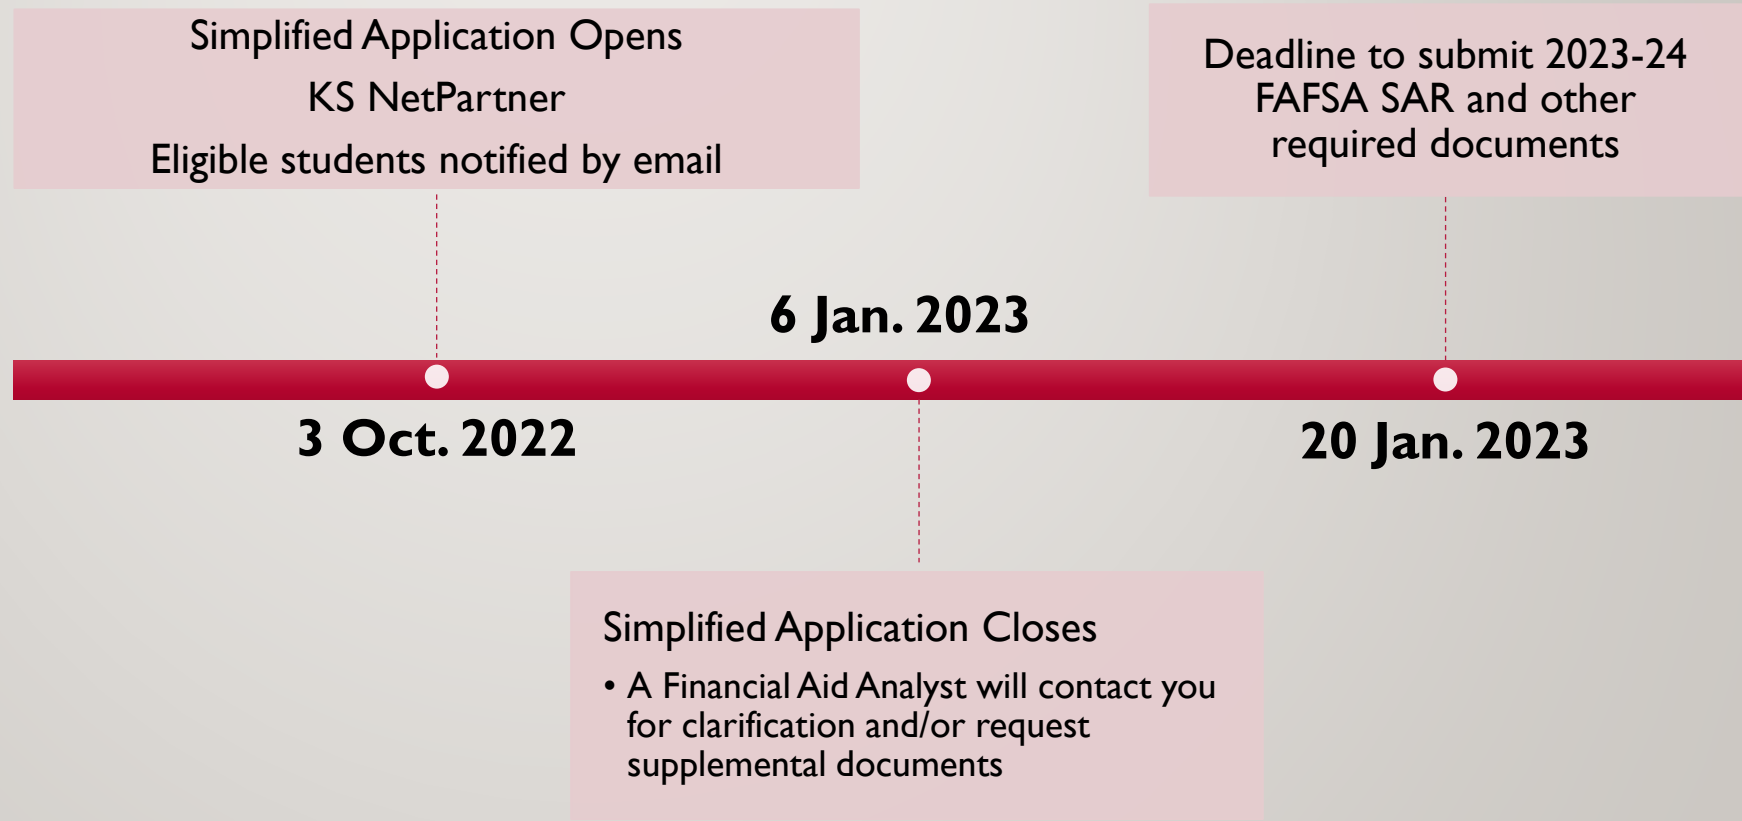 Simplified Application Opens
KS NetPartner
Eligible students notified by email
Deadline to submit 2023-24
FAFSA SAR and other
required documents
6 Jan. 2023
3 Oct. 2022
20 Jan. 2023
Simplified Application Closes
• A Financial Aid Analyst will contact you
for clarification and/or request
supplemental documents